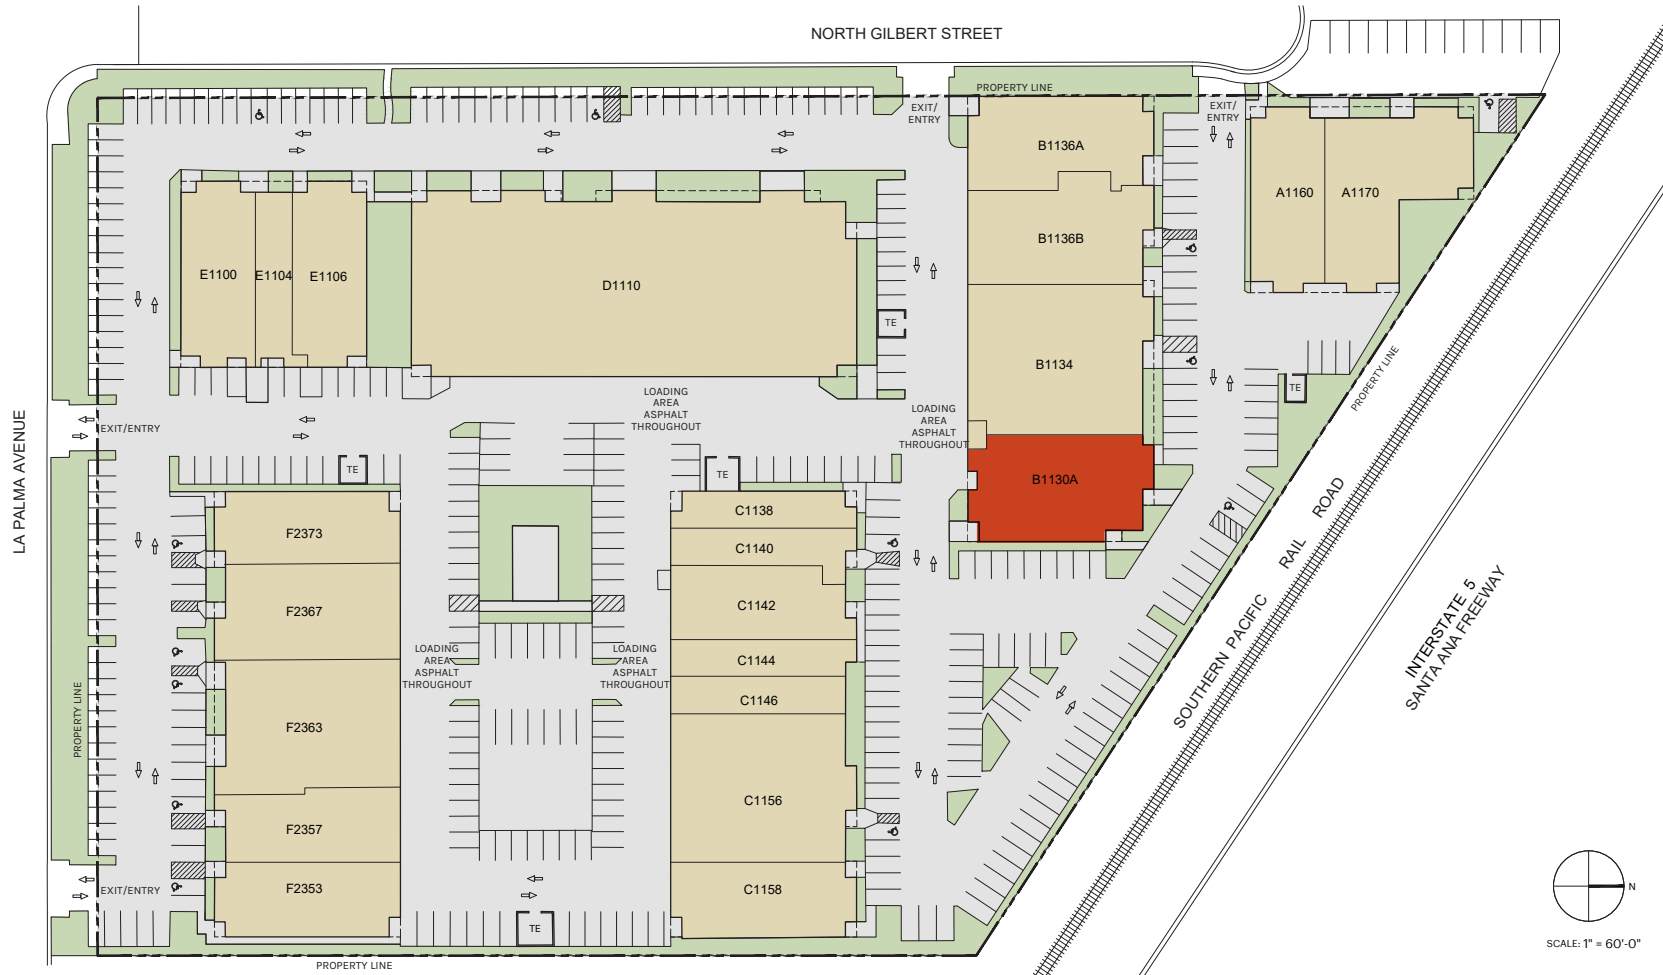 NORTH GILBERT STREET
PROPERTY LINE
EXIT/
ENTRY
EXIT/
ENTRY
B1136A
A1160
A1170
B1136B
E1100
E1104
E1106
D1110
TE
B1134
TE
PROPERTY LINE
LOADING
AREA
ASPHALT
THROUGHOUT
LOADING
AREA
ASPHALT
THROUGHOUT
LA PALMA AVENUE
EXIT/ENTRY
TE
TE
B1130A
C1138
F2373
C1140
F2367
C1142
SOUTHERN PACIFIC RAIL ROAD
INTERSTATE 5
SANTA ANA FREEWAY
LOADING
AREA
ASPHALT
THROUGHOUT
LOADING
AREA
ASPHALT
THROUGHOUT
C1144
C1146
PROPERTY LINE
F2363
C1156
F2357
EXIT/ENTRY
F2353
C1158
TE
N
SCALE: 1" = 60'-0"
PROPERTY LINE